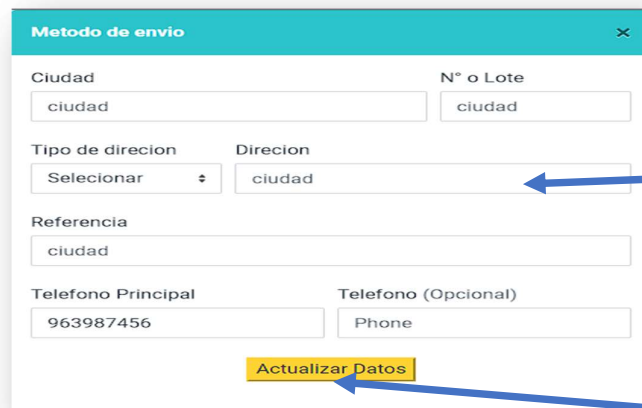 Metodo de envio ×
Ciudad N° o Lote
ciudad ciudad
Tipo de direcion Direcion
Selecionar ciudad
Referencia
ciudad
Telefono Principal Telefono (Opcional)
963987456 Phone
Actualizar Datos